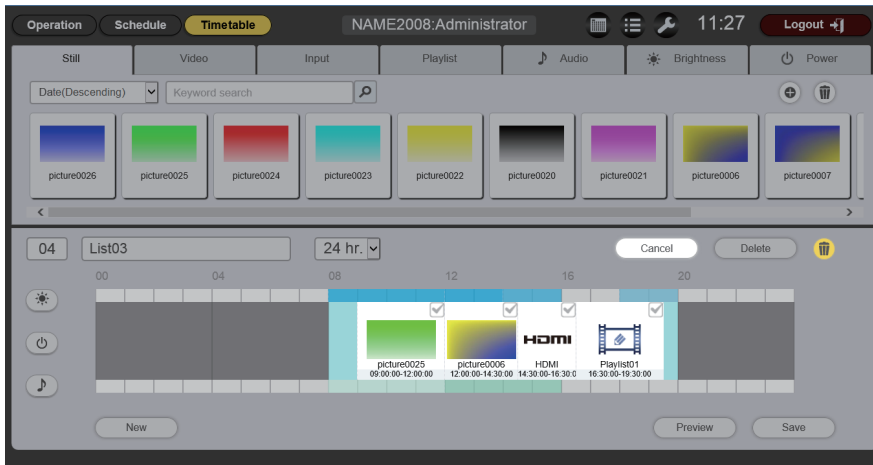 Operation Schedule Timetable NAME2008:Administrator 11:27 Logout
Still Video Input Playlist Audio Brightness Power
Date(Descending) Keyword search
picture0026 picture0025 picture0024 picture0023 picture0022 picture0020 picture0021 picture0006 picture0007
04 List03 24 hr. Cancel Delete
00 04 08 12 16 20
HDMI
picture0025 picture0006 HDMI Playlist01
09:00:00-12:00:00 12:00:00-14:30:00 14:30:00-16:30:0 16:30:00-19:30:00
New Preview Save